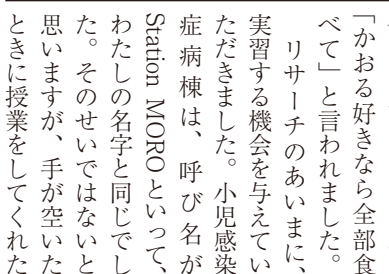 「かおる好きなら全部食
べて」と言われました。
　リサーチのあいまに、
実習する機会を与えてい
ただきました。小児感染
症病棟は、呼び名が
Station MOROといって、
わたしの名字と同じでし
た。そのせいではないと
思いますが、手が空いた
ときに授業をしてくれた